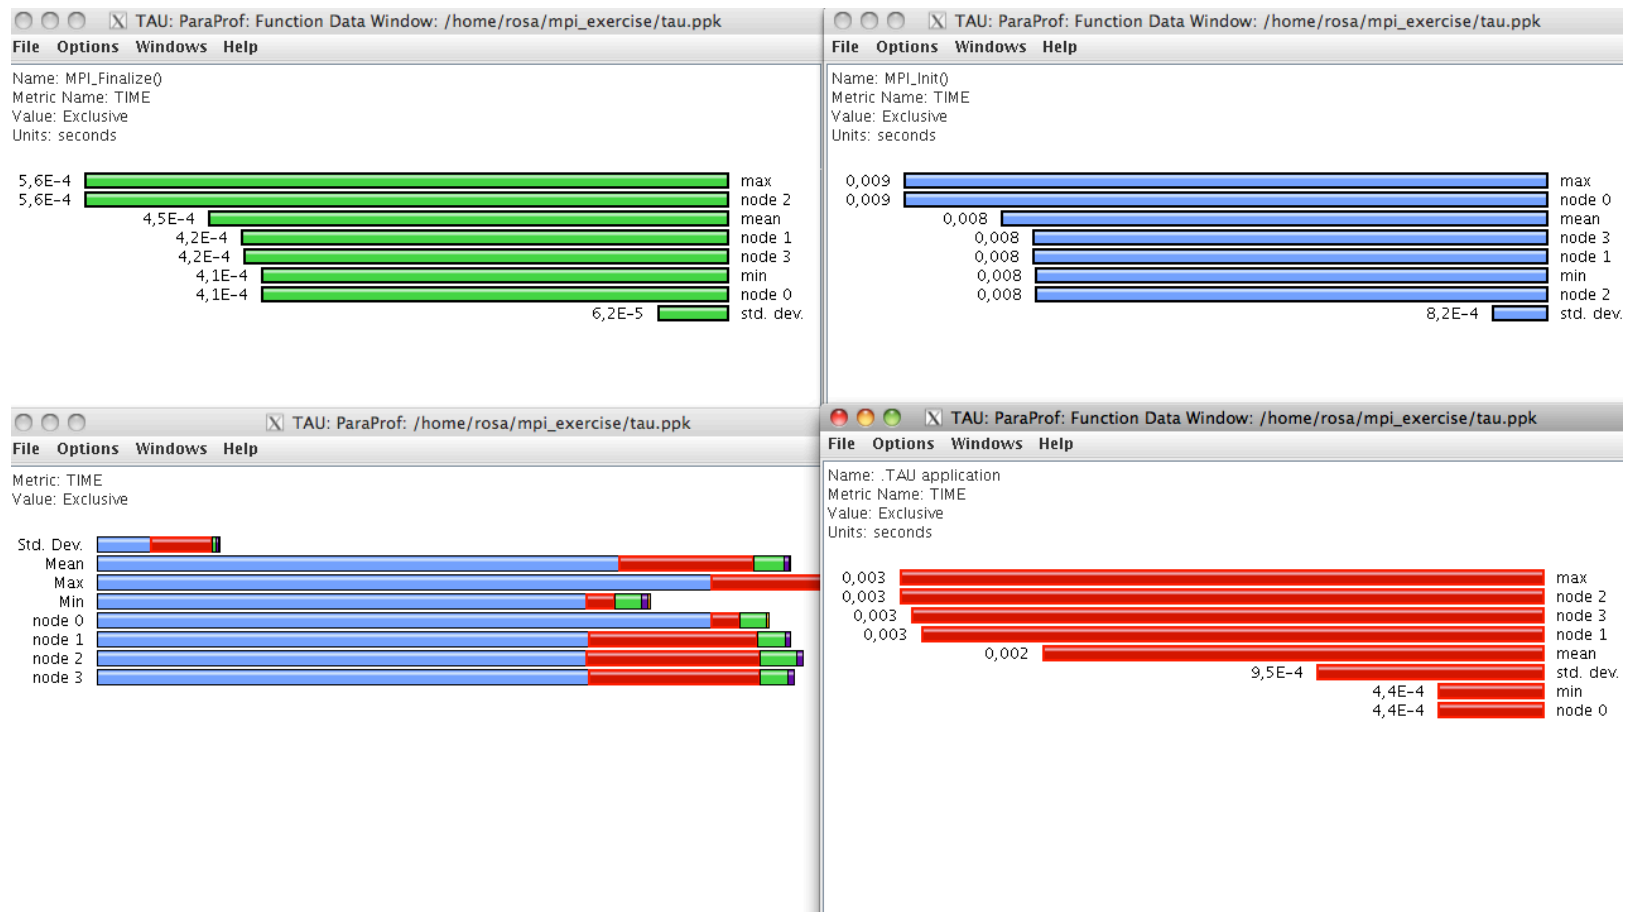 TAU: ParaProf: Function Data Window: /home/rosa/mpi_exercise/tau.ppk
File Options Windows Help
Name: MPI_Finalize()
Metric Name: TIME
Value: Exclusive
Units: seconds
5,6E-4 max
5,6E-4 node 2
4,5E-4 mean
4,2E-4 node 1
4,2E-4 node 3
4,1E-4 min
4,1E-4 node 0
6,2E-5 std. dev.
TAU: ParaProf: Function Data Window: /home/rosa/mpi_exercise/tau.ppk
File Options Windows Help
Name: MPI_Init()
Metric Name: TIME
Value: Exclusive
Units: seconds
0,009 max
0,009 node 0
0,008 mean
0,008 node 3
0,008 node 1
0,008 min
0,008 node 2
8,2E-4 std. dev.
TAU: ParaProf: /home/rosa/mpi_exercise/tau.ppk
File Options Windows Help
Metric: TIME
Value: Exclusive
Std. Dev.
Mean
Max
Min
node 0
node 1
node 2
node 3
TAU: ParaProf: Function Data Window: /home/rosa/mpi_exercise/tau.ppk
File Options Windows Help
Name: .TAU application
Metric Name: TIME
Value: Exclusive
Units: seconds
0,003 max
0,003 node 2
0,003 node 3
0,003 node 1
0,002 mean
9,5E-4 std. dev.
4,4E-4 min
4,4E-4 node 0